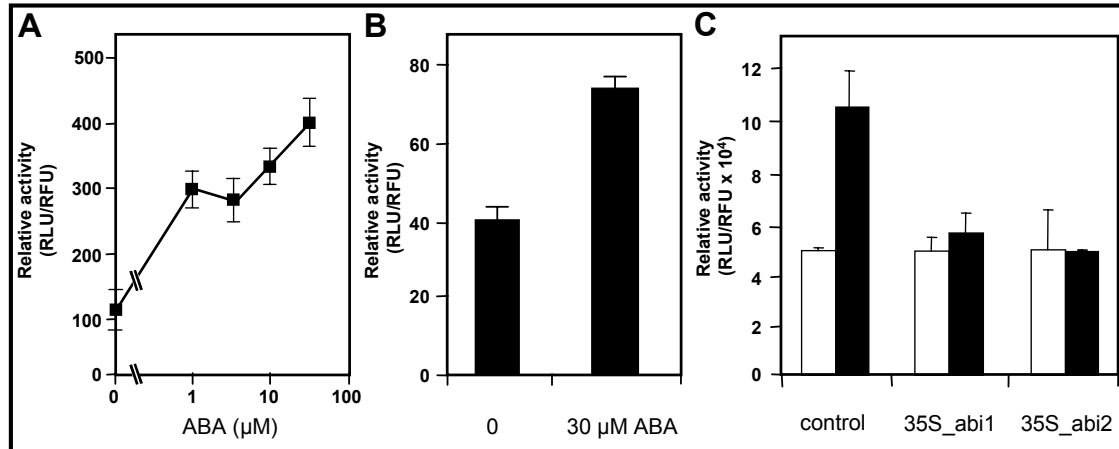 A
Relative activity
(RLU/RFU)
500
400
300
200
100
0
0 1 10 100
ABA (µM)
B
Relative activity
(RLU/RFU)
80
60
40
20
0
0 30 µM ABA
C
Relative activity
(RLU/RFU x 10⁴)
12
10
8
6
4
2
0
control 35S_abi1 35S_abi2